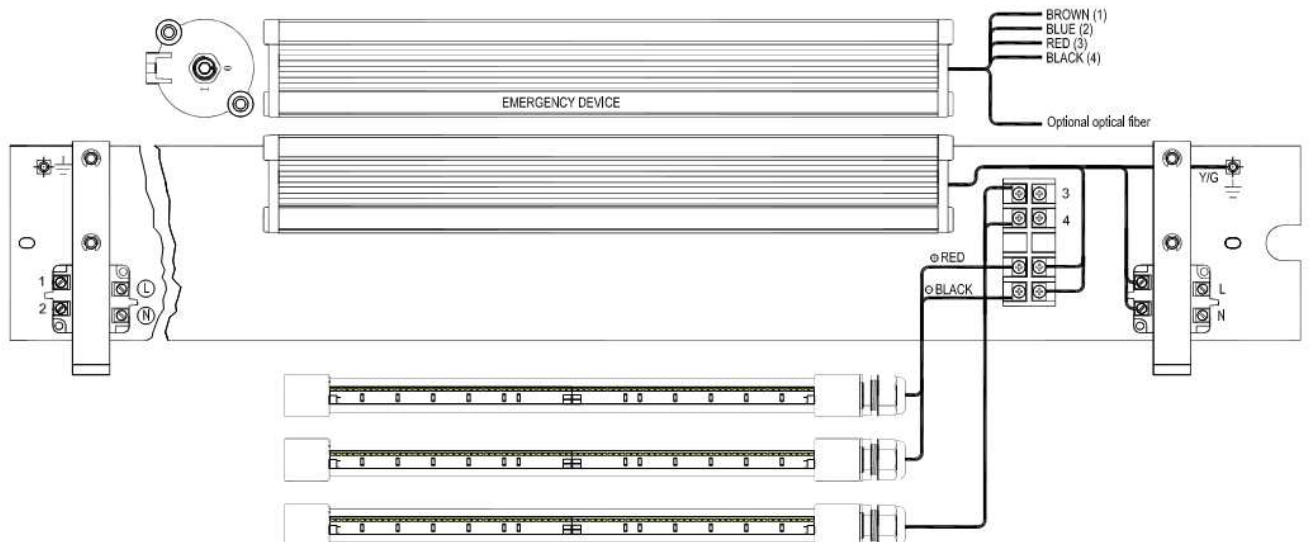 BROWN (1)
BLUE (2)
RED (3)
BLACK (4)
EMERGENCY DEVICE
Optional optical fiber
Y/G
3
4
⊕ RED
⊖ BLACK
1
L
2
N
L
N